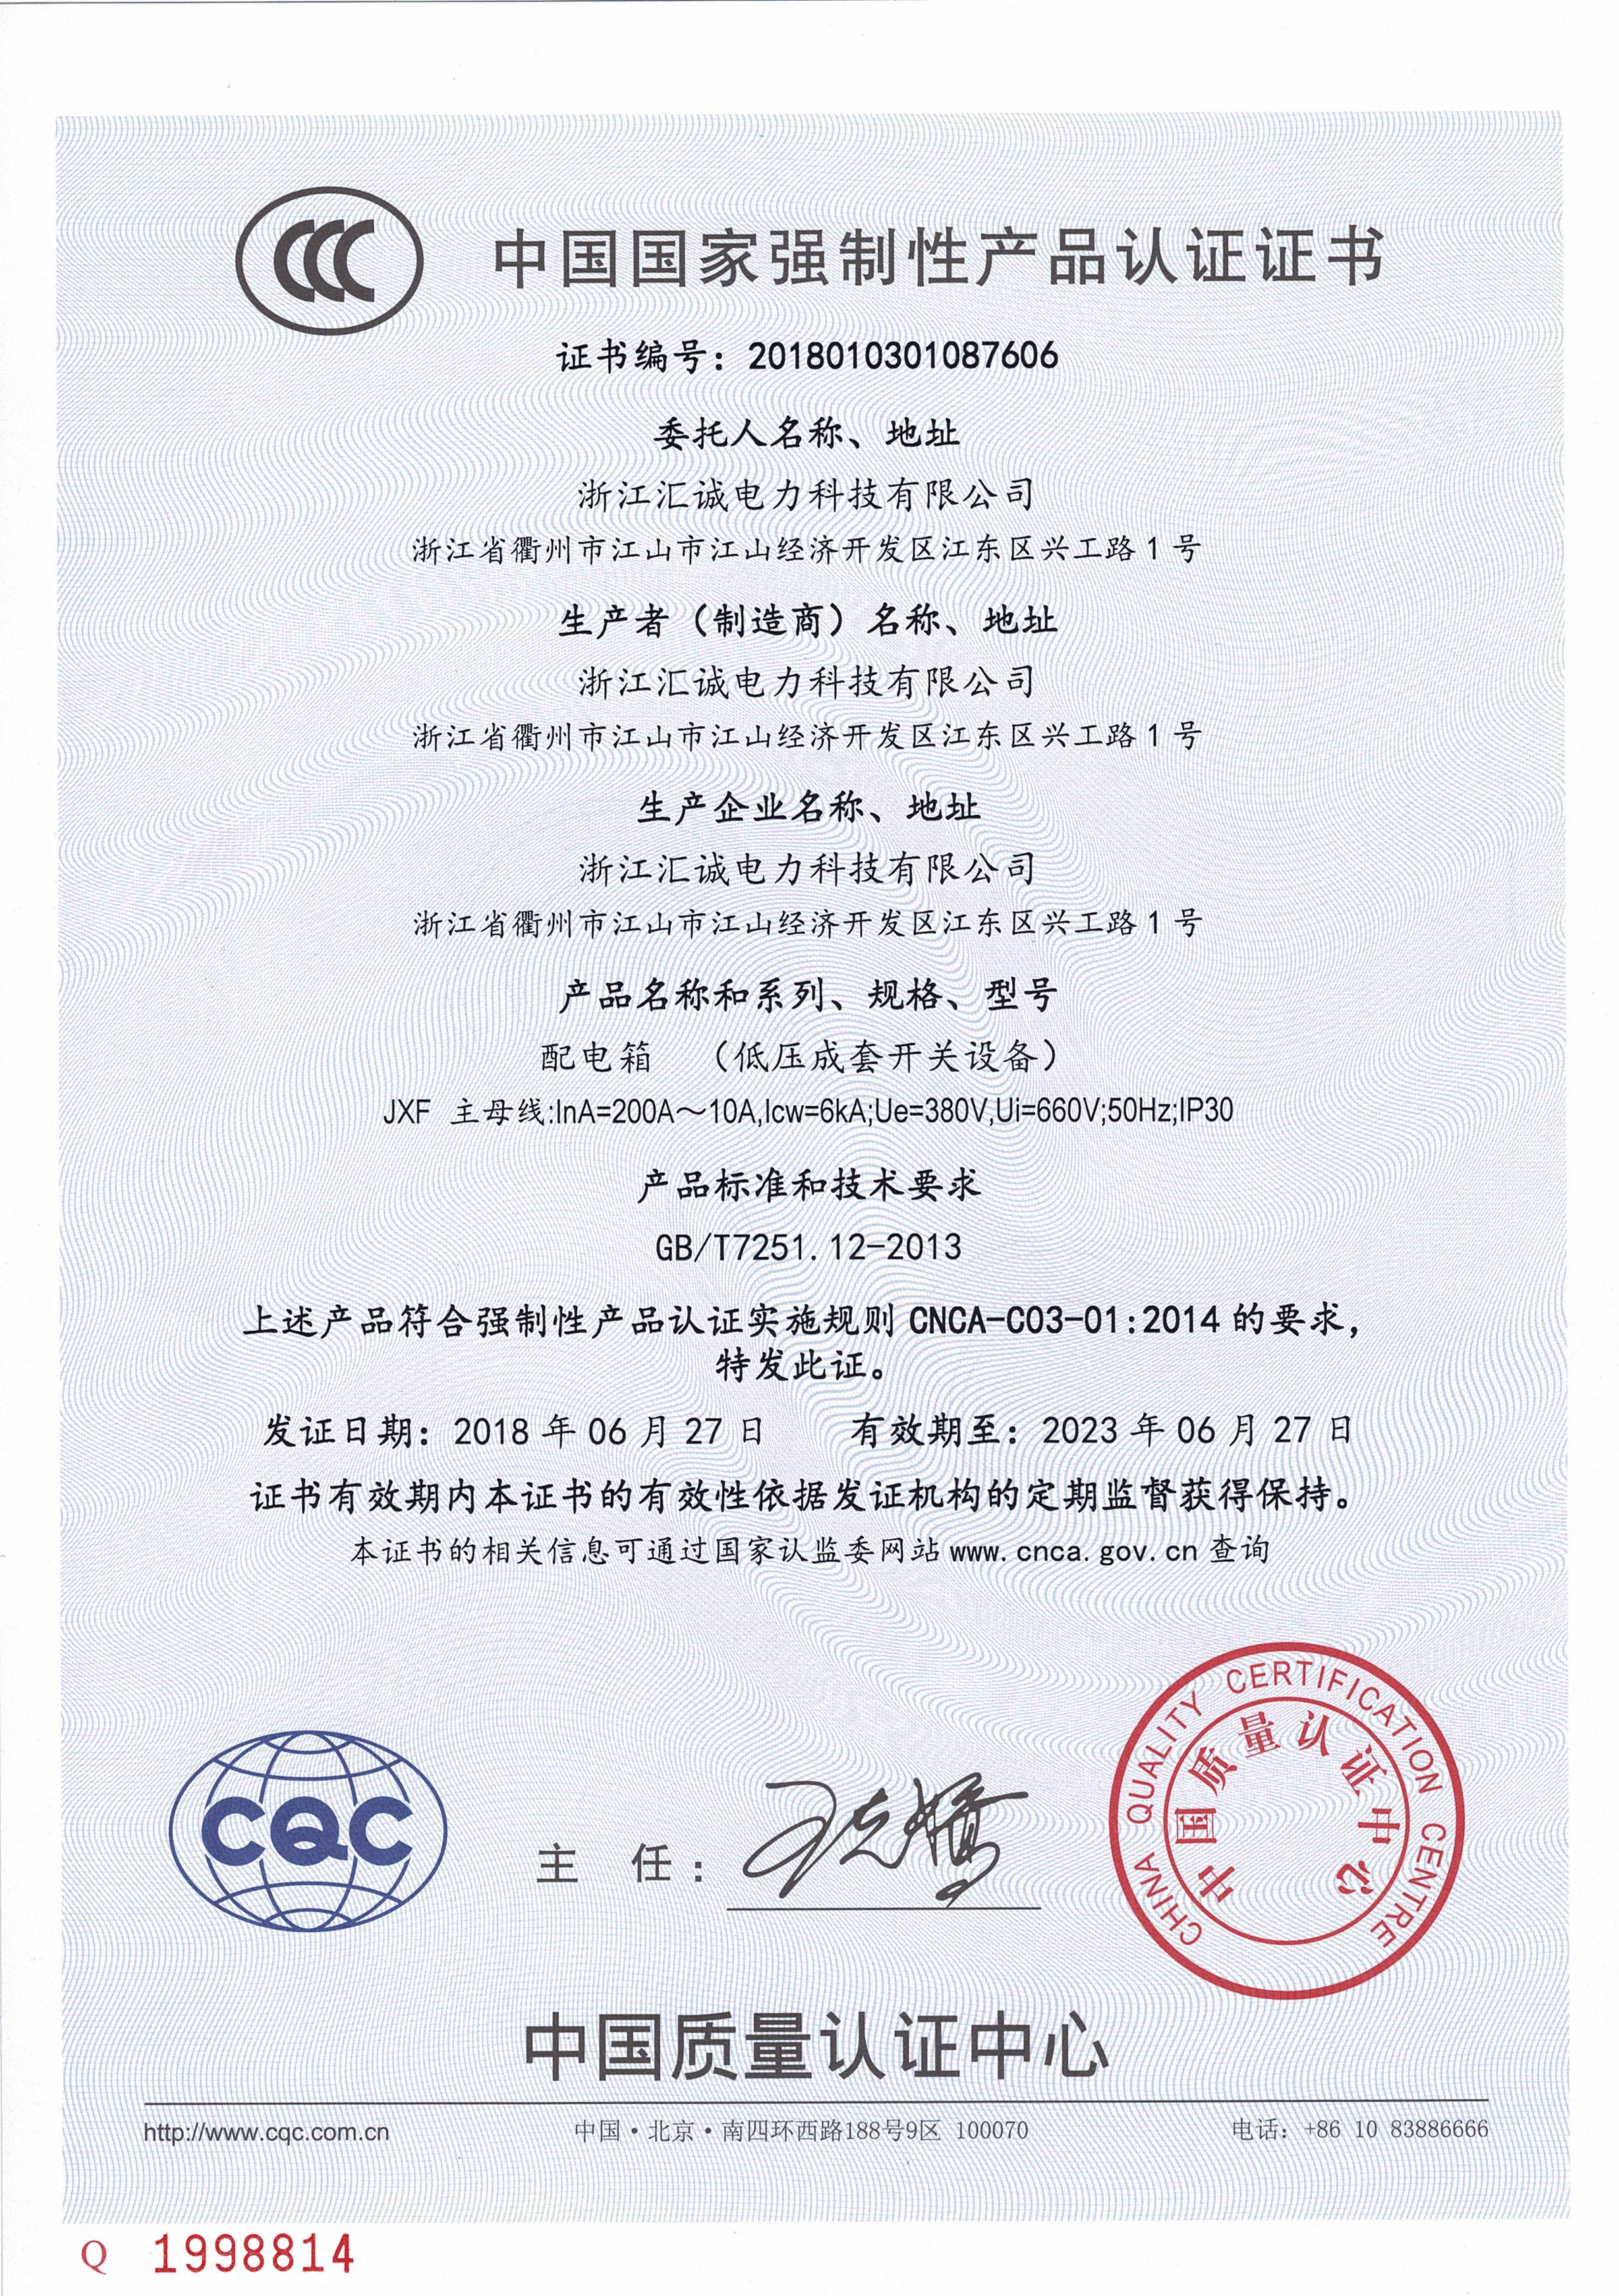 CCC
中国国家强制性产品认证证书
证书编号：2018010301087606
委托人名称、地址
浙江汇诚电力科技有限公司
浙江省衢州市江山市江山经济开发区江东区兴工路 1 号
生产者（制造商）名称、地址
浙江汇诚电力科技有限公司
浙江省衢州市江山市江山经济开发区江东区兴工路 1 号
生产企业名称、地址
浙江汇诚电力科技有限公司
浙江省衢州市江山市江山经济开发区江东区兴工路 1 号
产品名称和系列、规格、型号
配电箱 （低压成套开关设备）
JXF 主母线:InA=200A～10A,Icw=6kA;Ue=380V,Ui=660V;50Hz;IP30
产品标准和技术要求
GB/T7251.12-2013
上述产品符合强制性产品认证实施规则 CNCA-C03-01:2014 的要求，
特发此证。
发证日期：2018 年 06 月 27 日 有效期至：2023 年 06 月 27 日
证书有效期内本证书的有效性依据发证机构的定期监督获得保持。
本证书的相关信息可通过国家认监委网站 www.cnca.gov.cn 查询
CHINA QUALITY CERTIFICATION CENTRE
中国质量认证中心
CQC
主 任：
中国质量认证中心
http://www.cqc.com.cn 中国·北京·南四环西路188号9区 100070 电话：+86 10 83886666
Q 1998814